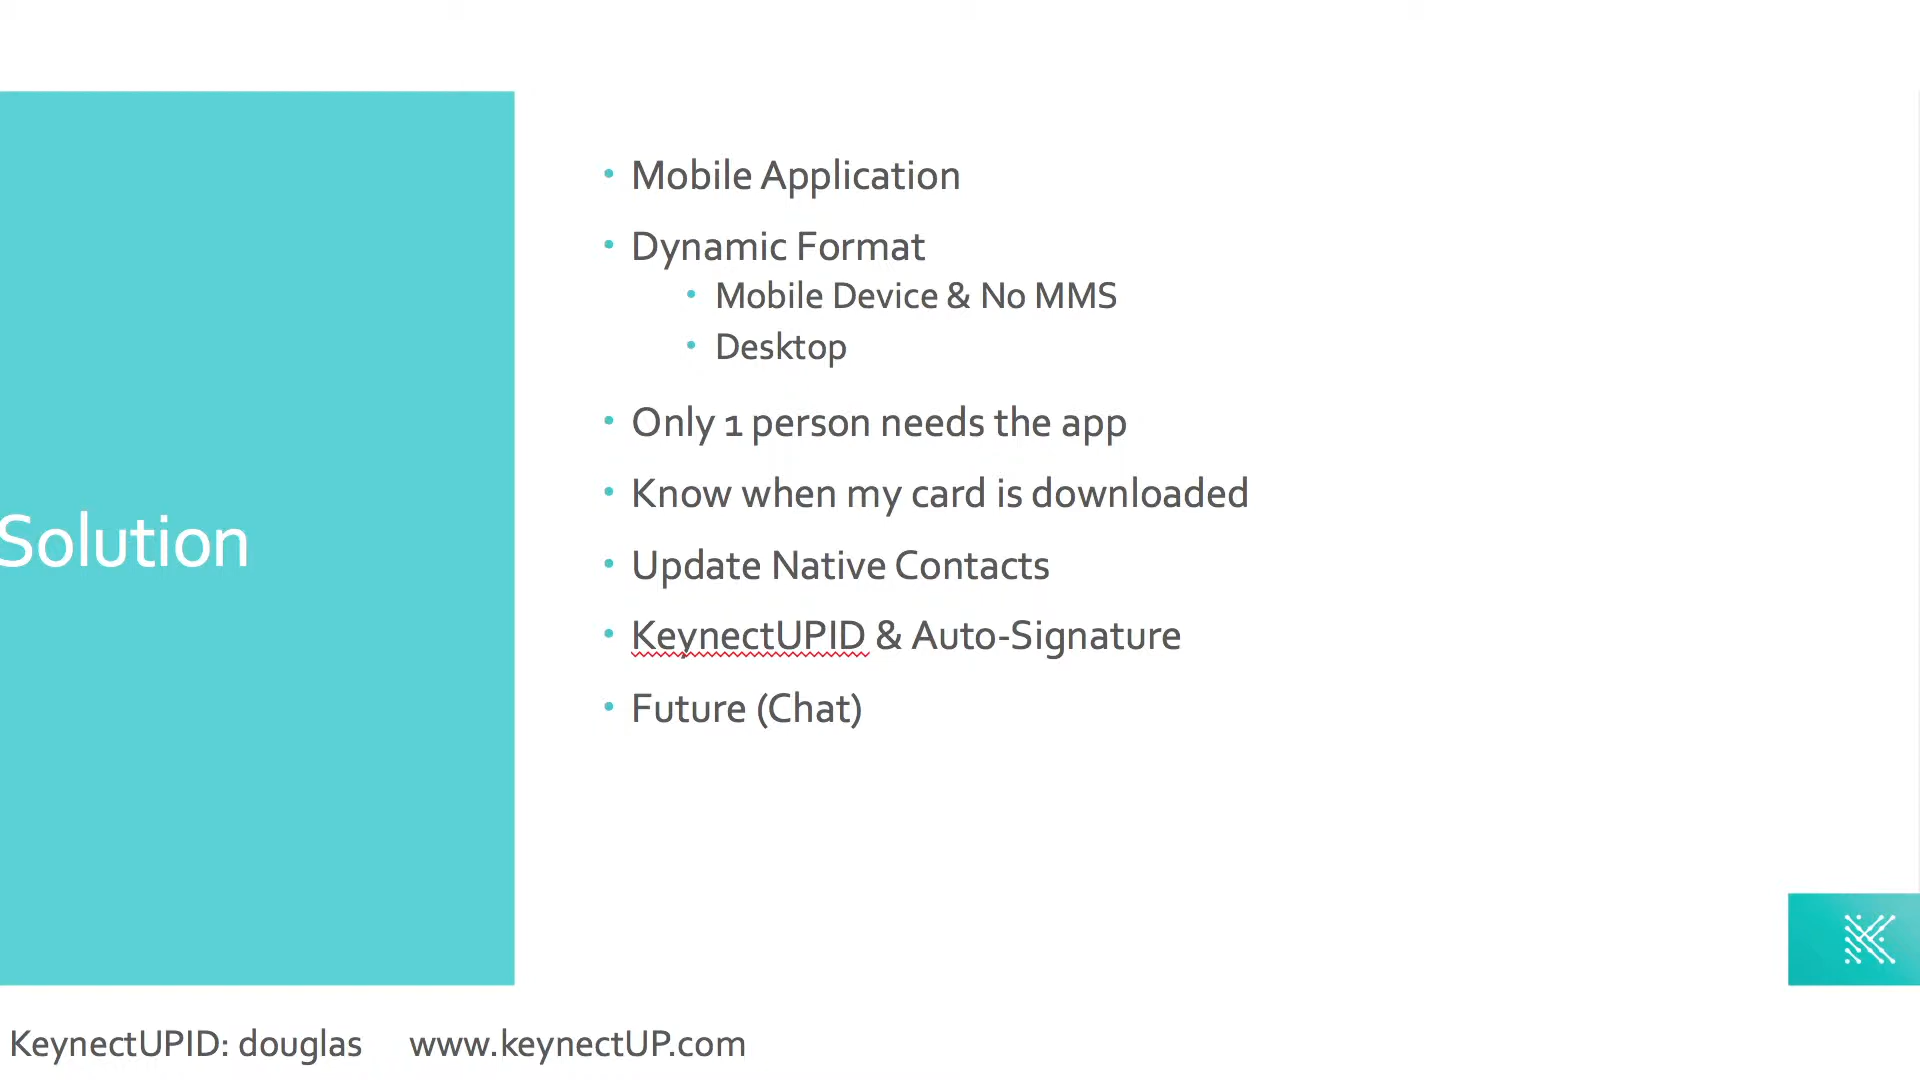 Solution
• Mobile Application
• Dynamic Format
• Mobile Device & No MMS
• Desktop
• Only 1 person needs the app
• Know when my card is downloaded
• Update Native Contacts
• KeynectUPID & Auto-Signature
• Future (Chat)
KeynectUPID: douglas www.keynectUP.com